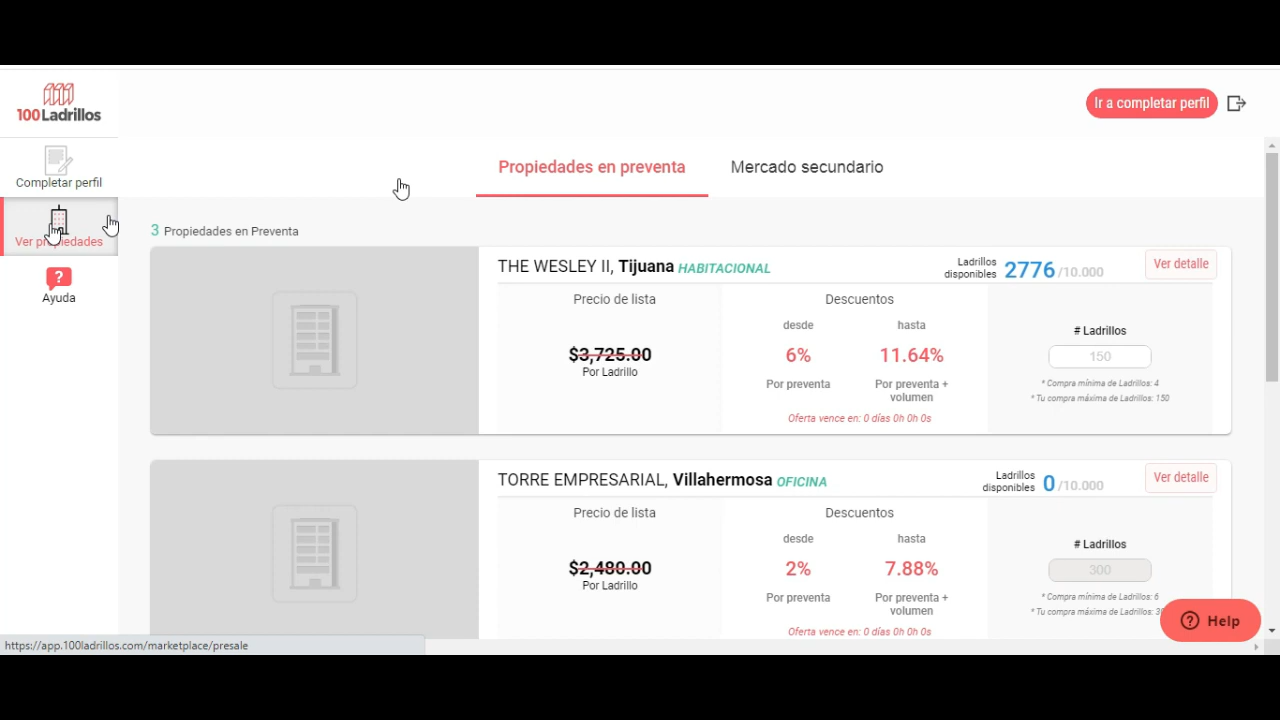 100Ladrillos
Ir a completar perfil
Completar perfil
Ver propiedades
Ayuda
Propiedades en preventa
Mercado secundario
3 Propiedades en Preventa
THE WESLEY II, Tijuana HABITACIONAL
Ladrillos
disponibles 2776 /10.000
Ver detalle
Precio de lista
$3,725.00
Por Ladrillo
Descuentos
desde
6%
Por preventa
hasta
11.64%
Por preventa +
volumen
Oferta vence en: 0 días 0h 0h 0s
# Ladrillos
150
* Compra mínima de Ladrillos: 4
* Tu compra máxima de Ladrillos: 150
TORRE EMPRESARIAL, Villahermosa OFICINA
Ladrillos
disponibles 0 /10.000
Ver detalle
Precio de lista
$2,480.00
Por Ladrillo
Descuentos
desde
2%
Por preventa
hasta
7.88%
Por preventa +
volumen
Oferta vence en: 0 días 0h 0h 0s
# Ladrillos
300
* Compra mínima de Ladrillos: 6
* Tu compra máxima de Ladrillos:
Help
https://app.100ladrillos.com/marketplace/presale